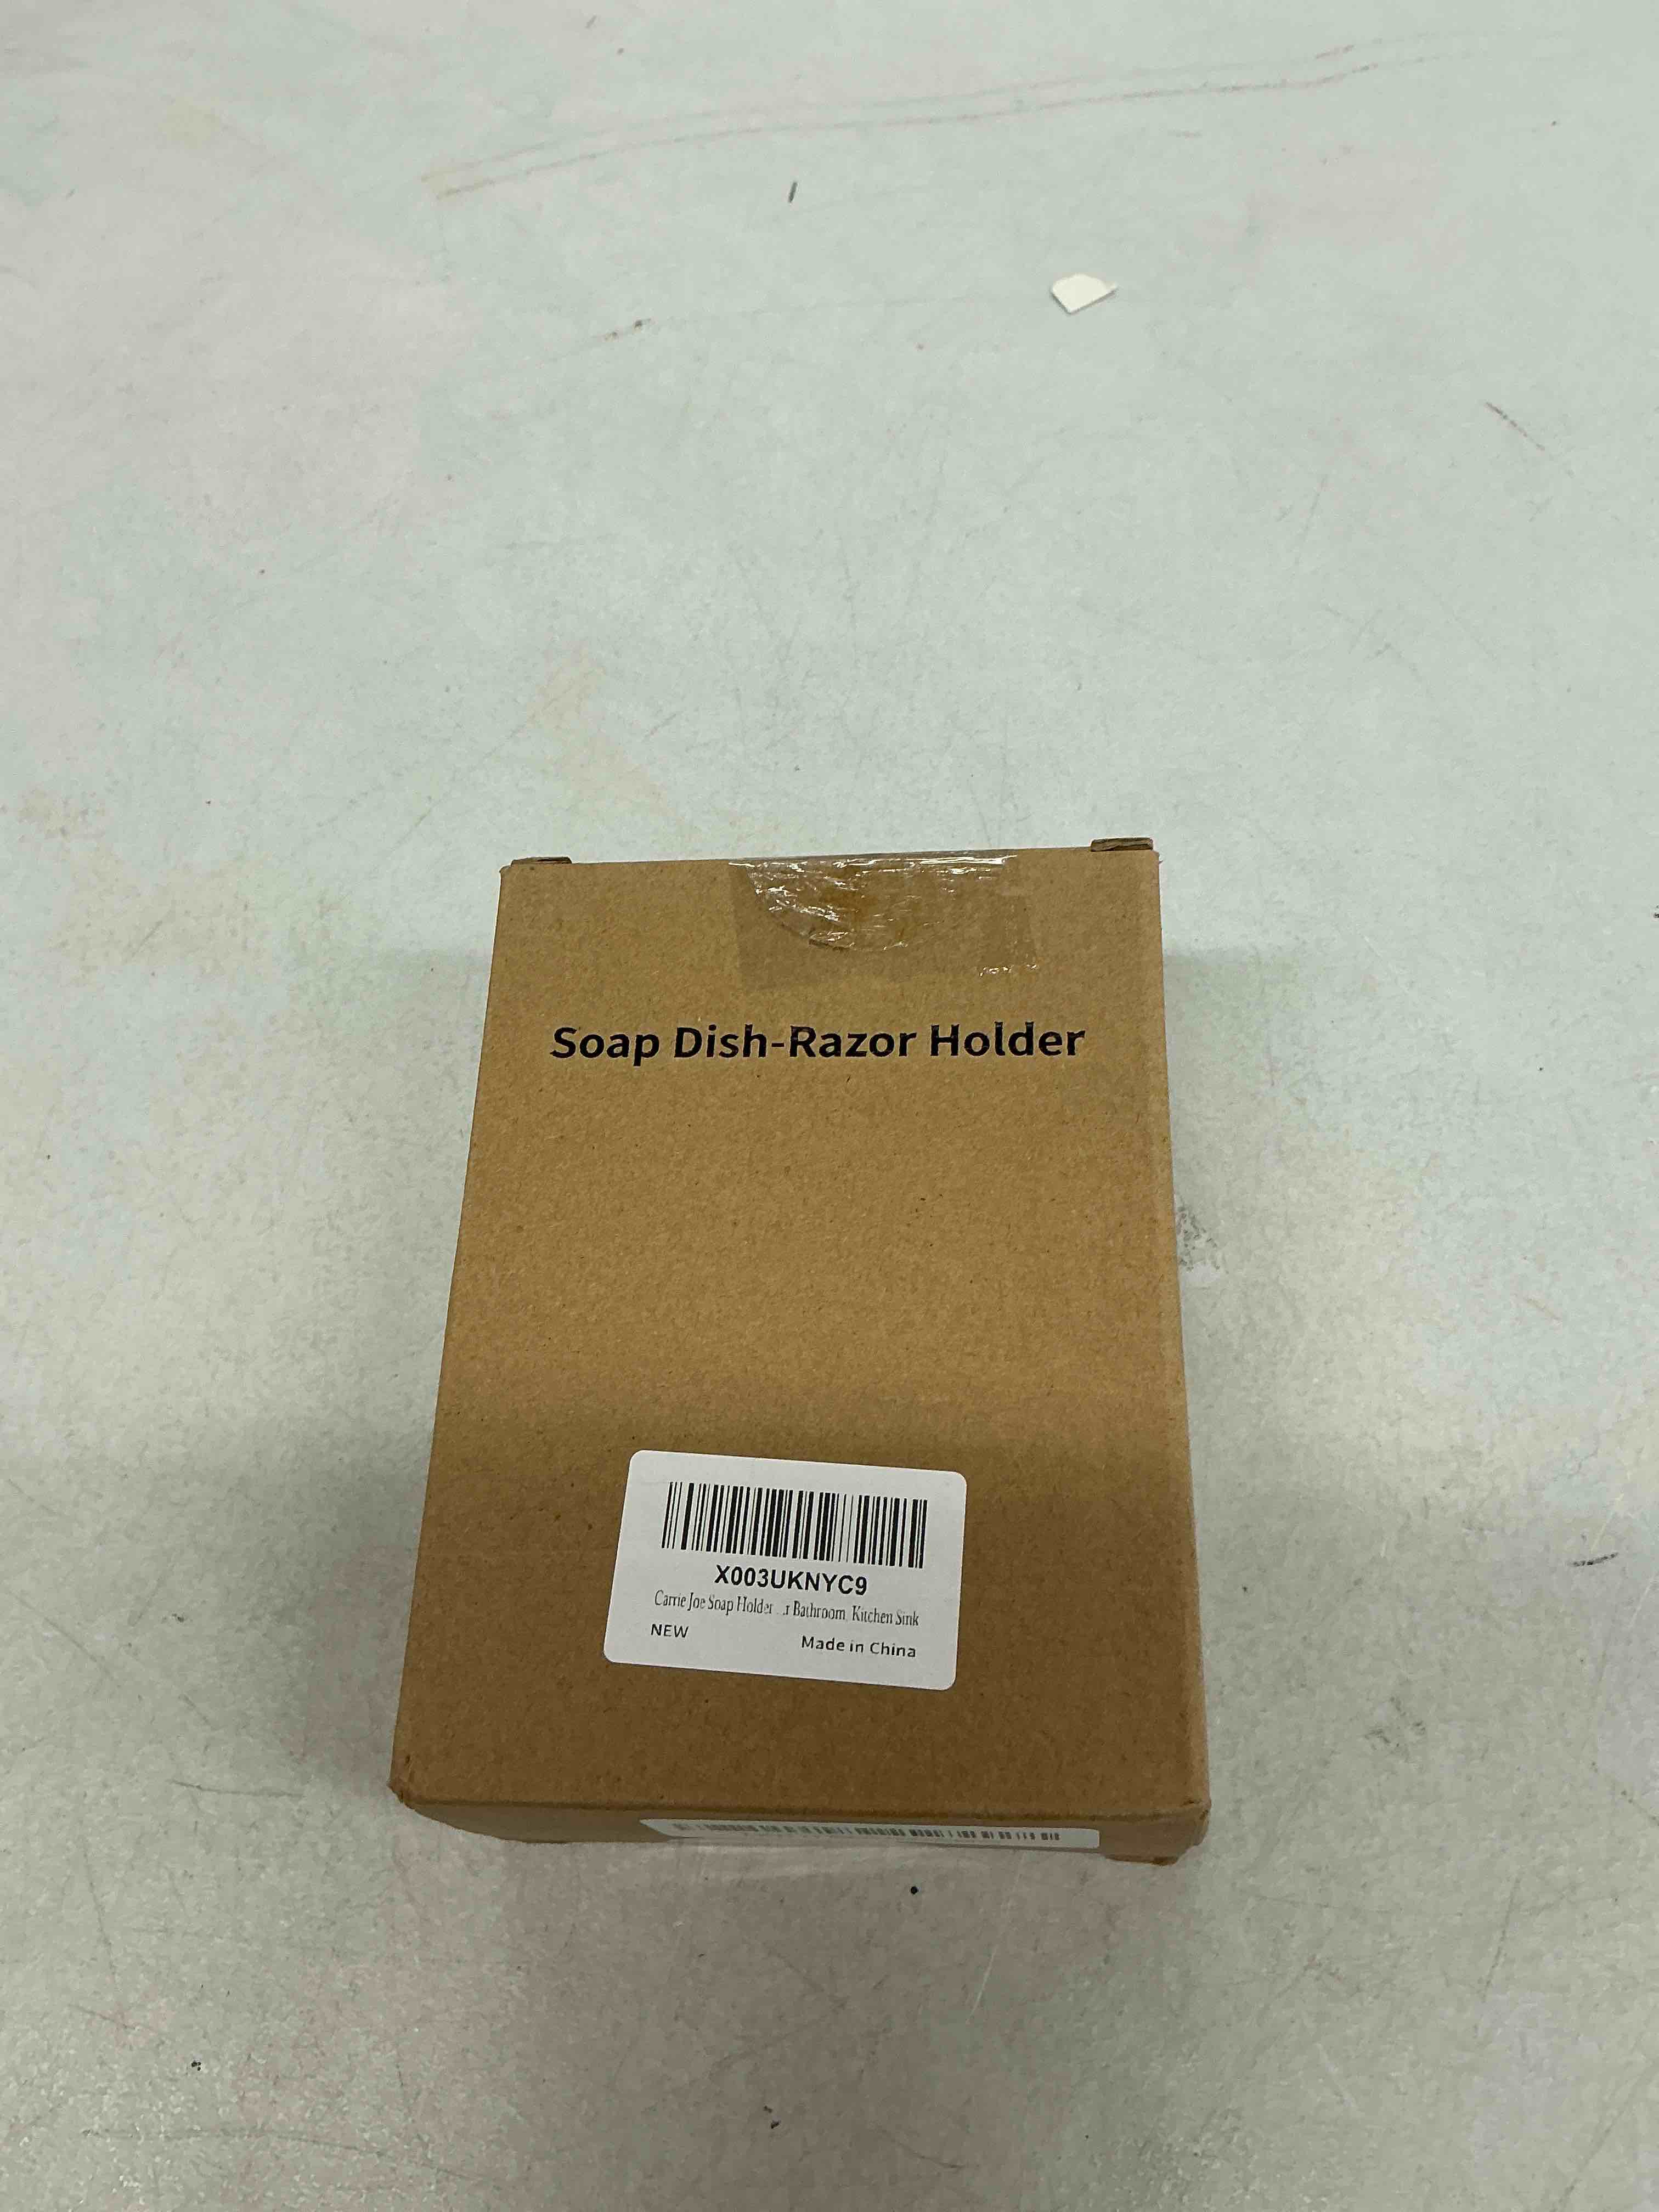 Soap Dish-Razor Holder
X003UKNYC9
Carrie Joe Soap Holder ...r Bathroom, Kitchen Sink
NEW
Made in China